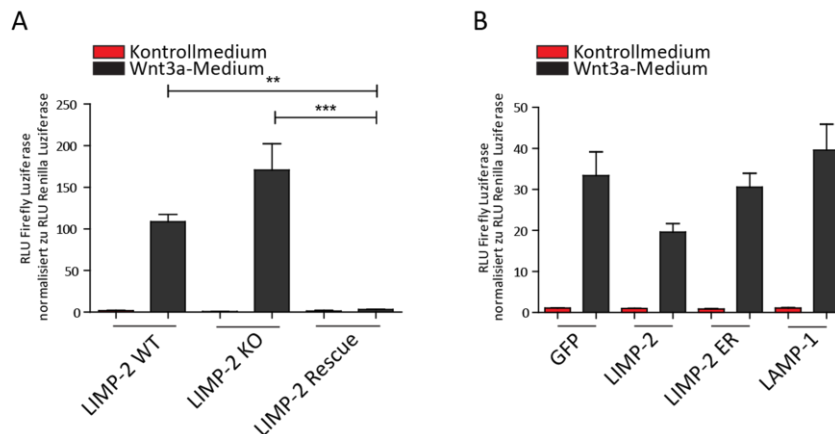 A
Kontrollmedium
Wnt3a-Medium
**
***
RLU Firefly Luziferase
normalisiert zu RLU Renilla Luziferase
250
200
150
100
50
0
LIMP-2 WT
LIMP-2 KO
LIMP-2 Rescue
B
Kontrollmedium
Wnt3a-Medium
RLU Firefly Luziferase
normalisiert zu RLU Renilla Luziferase
50
40
30
20
10
0
GFP
LIMP-2
LIMP-2 ER
LAMP-1